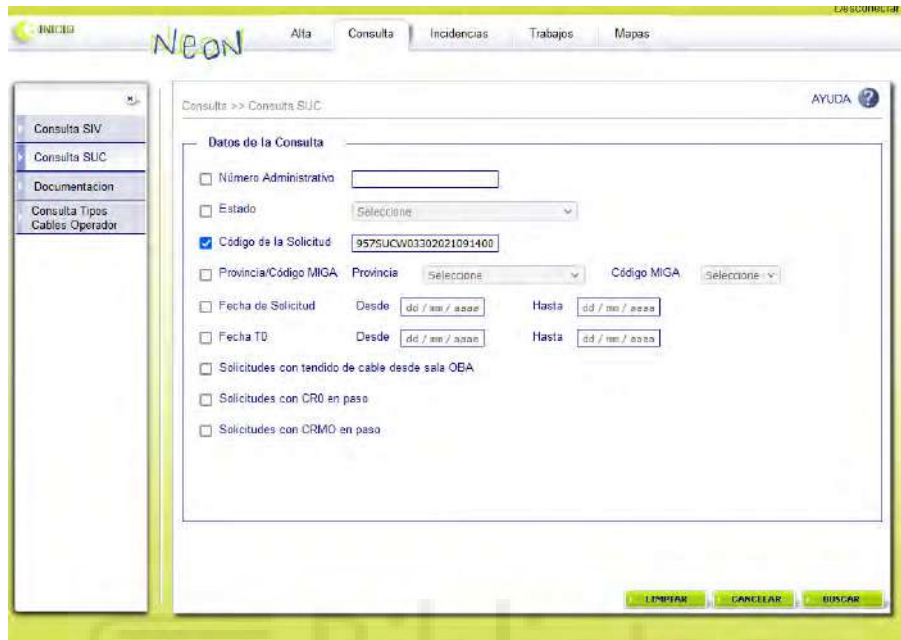 Desconectar
INICIO
Neon
Alta Consulta Incidencias Trabajos Mapas
Consulta >> Consulta SUC
AYUDA ?
Consulta SIV
Consulta SUC
Documentacion
Consulta Tipos
Cables Operador
Datos de la Consulta
Número Administrativo
Estado Seleccione
Código de la Solicitud 957SUCW03302021091400
Provincia/Código MIGA Provincia Seleccione Código MIGA Seleccione
Fecha de Solicitud Desde dd / mm / aaaa Hasta dd / mm / aaaa
Fecha T0 Desde dd / mm / aaaa Hasta dd / mm / aaaa
Solicitudes con tendido de cable desde sala OBA
Solicitudes con CR0 en paso
Solicitudes con CRMO en paso
LIMPIAR CANCELAR BUSCAR